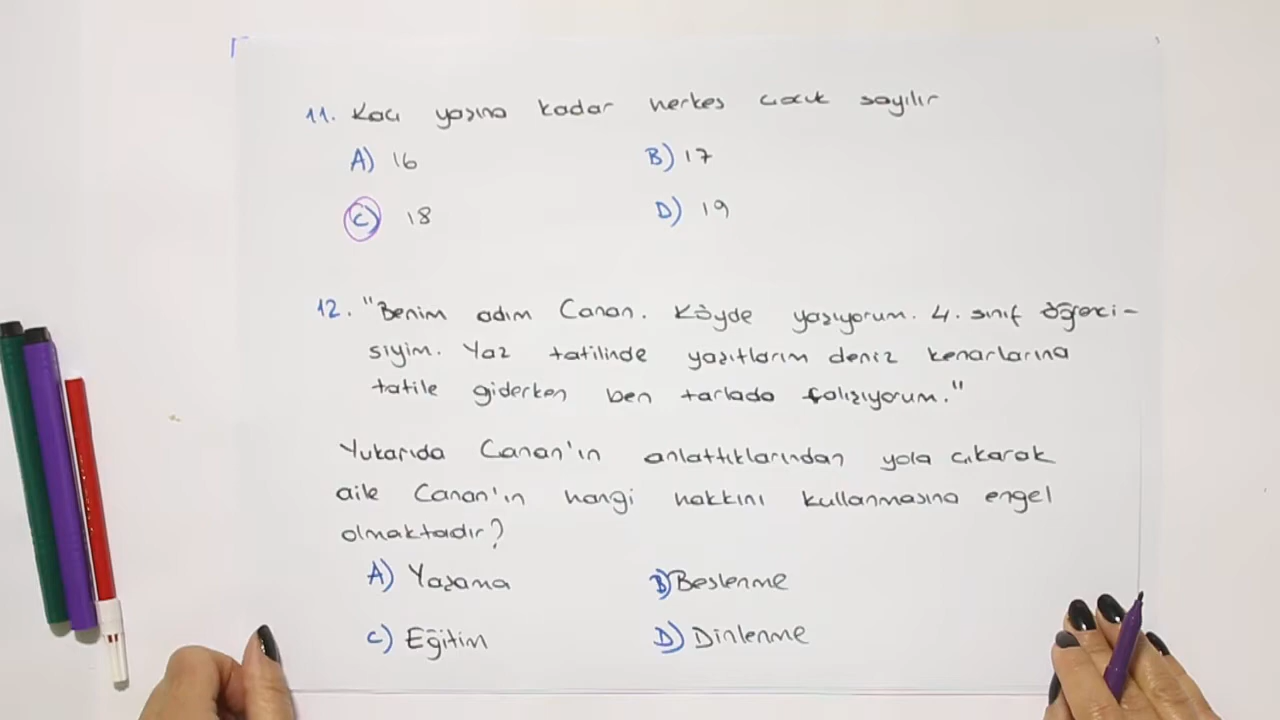 11. Kaç yaşına kadar herkes çocuk sayılır
A) 16
B) 17
C) 18
D) 19
12. "Benim adım Canan. Köyde yaşıyorum. 4. sınıf öğrenci-
siyim. Yaz tatilinde yaşıtlarım deniz kenarlarına
tatile giderken ben tarlada çalışıyorum."
Yukarıda Canan'ın anlattıklarından yola çıkarak
aile Canan'ın hangi hakkını kullanmasına engel
olmaktadır?
A) Yaşama
B) Beslenme
C) Eğitim
D) Dinlenme